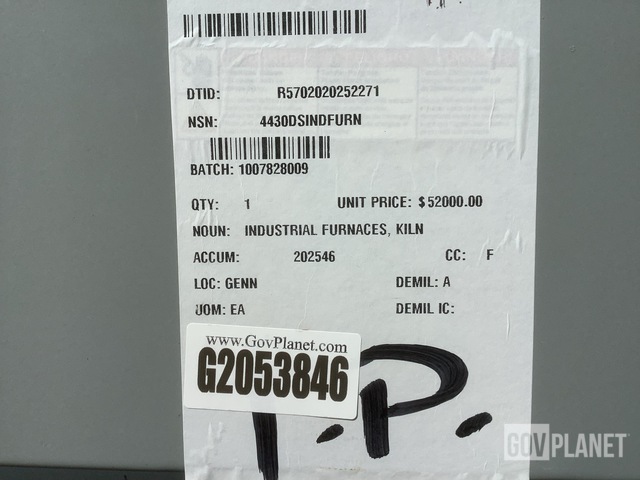 DTID: R5702020252271
NSN: 4430DSINDFURN
BATCH: 1007828009
QTY: 1 UNIT PRICE: $52000.00
NOUN: INDUSTRIAL FURNACES, KILN
ACCUM: 202546 CC: F
LOC: GENN DEMIL: A
UOM: EA DEMIL IC:
www.GovPlanet.com
G2053846
.P.
GOVPLANET